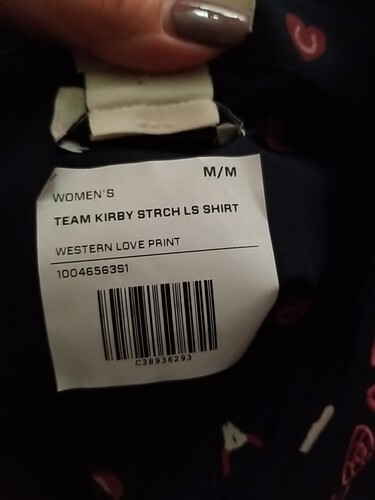 M/M
WOMEN'S
TEAM KIRBY STRCH LS SHIRT
WESTERN LOVE PRINT
10046563S1
C38936293